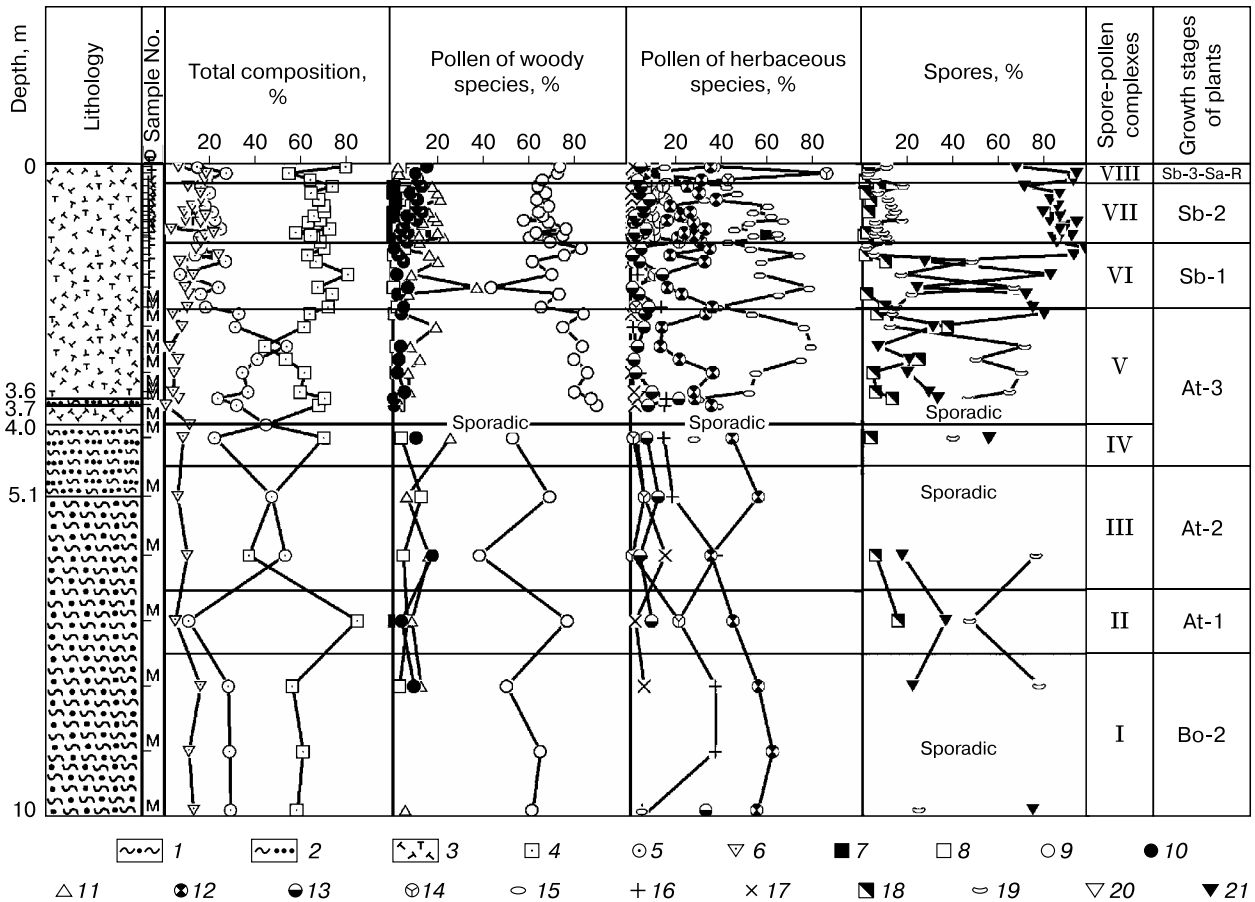 Depth, m
Lithology
Sample No.
Total composition,
%
Pollen of woody
species, %
Pollen of herbaceous
species, %
Spores, %
Spore-pollen
complexes
Growth stages
of plants
20 40 60 80
20 40 60 80
20 40 60 80
20 40 60 80
0
VIII
Sb-3-Sa-R
VII
Sb-2
VI
Sb-1
M
M
M
M
M
V
At-3
3.6
3.7
M
Sporadic
Sporadic
Sporadic
4.0
M
IV
M
Sporadic
5.1
III
At-2
M
M
II
At-1
M
M
I
Bo-2
Sporadic
10
M
1 2 3 4 5 6 7 8 9 10
11 12 13 14 15 16 17 18 19 20 21